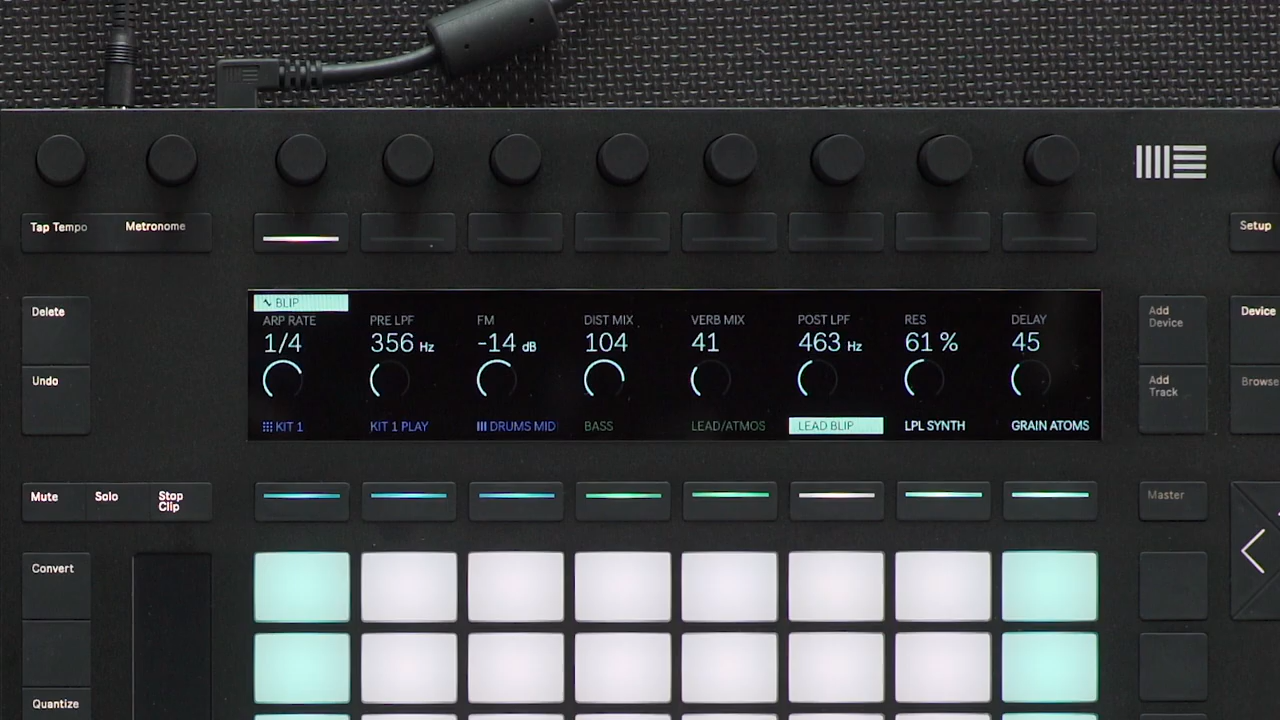 Tap Tempo Metronome
Setup
BLIP
ARP RATE PRE LPF FM DIST MIX VERB MIX POST LPF RES DELAY
1/4 356 Hz -14 dB 104 41 463 Hz 61 % 45
KIT 1 KIT 1 PLAY DRUMS MID BASS LEAD/ATMOS LEAD BLIP LPL SYNTH GRAIN ATOMS
Delete
Undo
Add
Device
Add
Track
Device
Browse
Mute Solo Stop
Clip
Master
Convert
Quantize